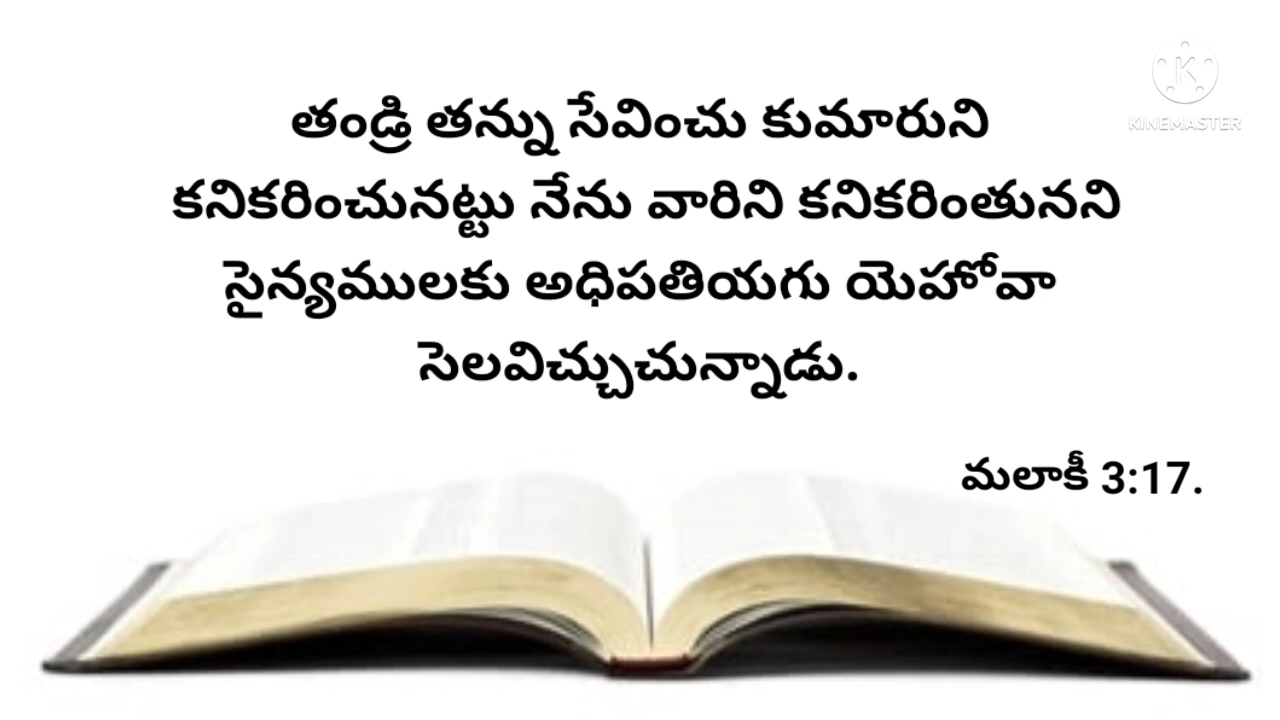 తండ్రి తన్ను సేవించు కుమారుని
కనికరించునట్టు నేను వారిని కనికరింతునని
సైన్యములకు అధిపతియగు యెహోవా
సెలవిచ్చుచున్నాడు.
మలాకీ 3:17.
K
KINEMASTER